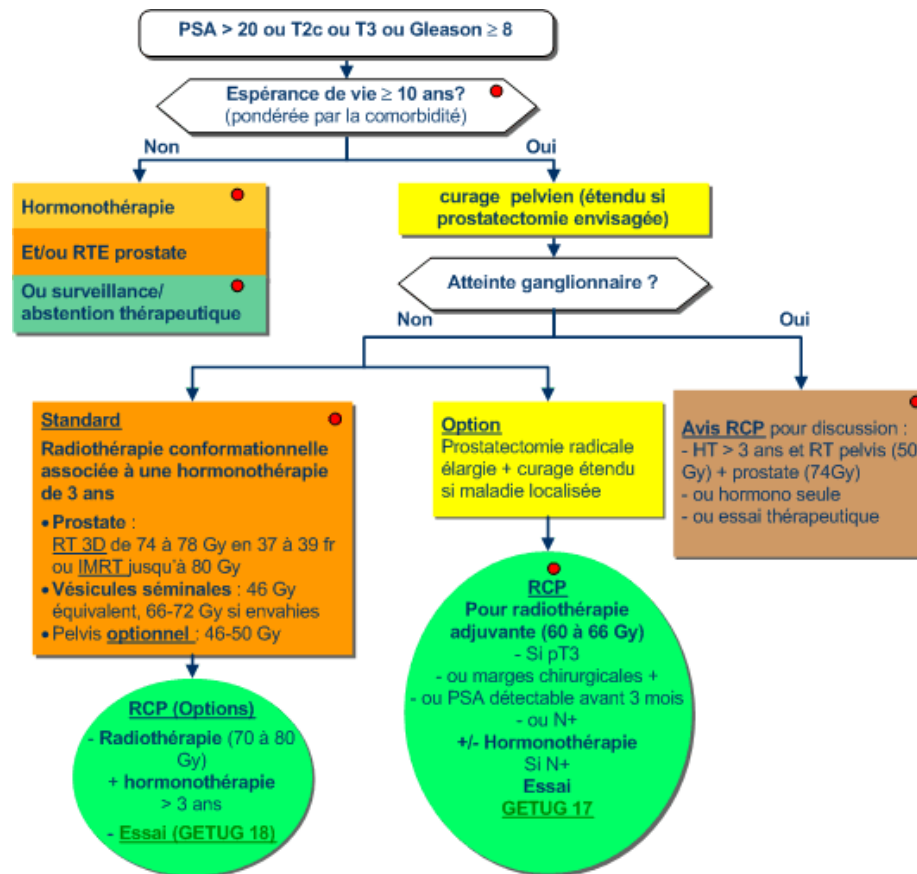 PSA > 20 ou T2c ou T3 ou Gleason ≥ 8
Espérance de vie ≥ 10 ans?
(pondérée par la comorbidité)
Non
Oui
Hormonothérapie
Et/ou RTE prostate
Ou surveillance/
abstention thérapeutique
curage pelvien (étendu si
prostatectomie envisagée)
Atteinte ganglionnaire ?
Non
Oui
Standard
Radiothérapie conformationnelle
associée à une hormonothérapie
de 3 ans
• Prostate :
RT 3D de 74 à 78 Gy en 37 à 39 fr
ou IMRT jusqu'à 80 Gy
• Vésicules séminales : 46 Gy
équivalent, 66-72 Gy si envahies
• Pelvis optionnel : 46-50 Gy
Option
Prostatectomie radicale
élargie + curage étendu
si maladie localisée
Avis RCP pour discussion :
- HT > 3 ans et RT pelvis (50
Gy) + prostate (74Gy)
- ou hormono seule
- ou essai thérapeutique
RCP (Options)
- Radiothérapie (70 à 80
Gy)
+ hormonothérapie
> 3 ans
- Essai (GETUG 18)
RCP
Pour radiothérapie
adjuvante (60 à 66 Gy)
- Si pT3
- ou marges chirurgicales +
- ou PSA détectable avant 3 mois
- ou N+
+/- Hormonothérapie
Si N+
Essai
GETUG 17